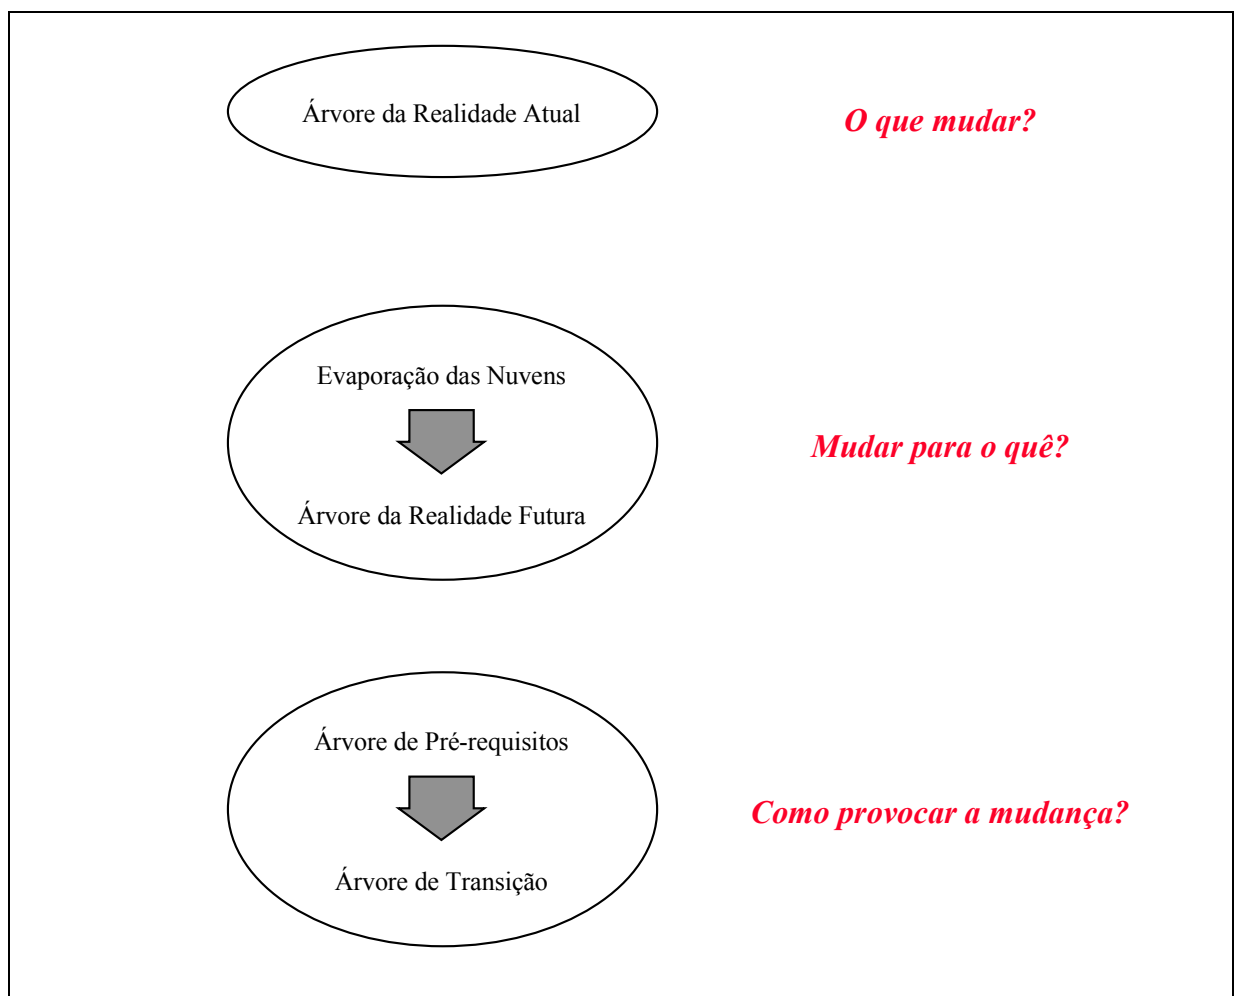 Árvore da Realidade Atual
O que mudar?
Evaporação das Nuvens
Mudar para o quê?
Árvore da Realidade Futura
Árvore de Pré-requisitos
Como provocar a mudança?
Árvore de Transição